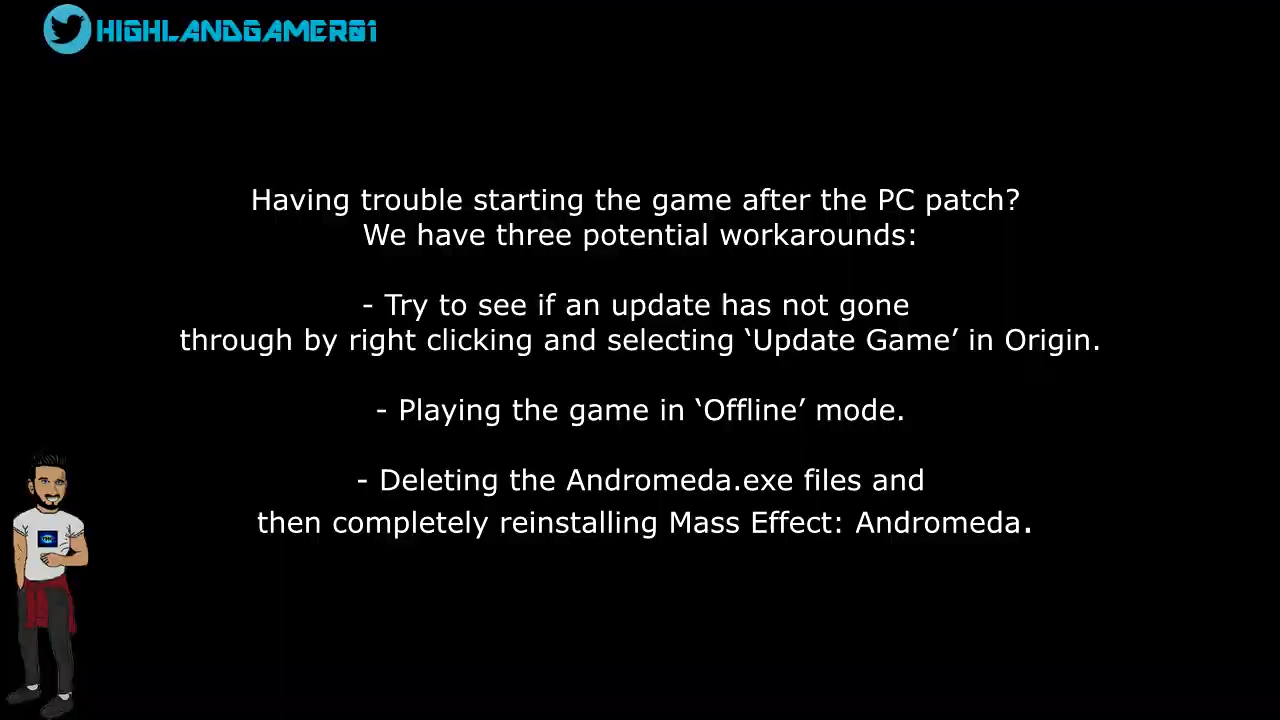 HIGHLANDGAMER01
Having trouble starting the game after the PC patch?
We have three potential workarounds:
- Try to see if an update has not gone
through by right clicking and selecting ‘Update Game’ in Origin.
- Playing the game in ‘Offline’ mode.
- Deleting the Andromeda.exe files and
then completely reinstalling Mass Effect: Andromeda.